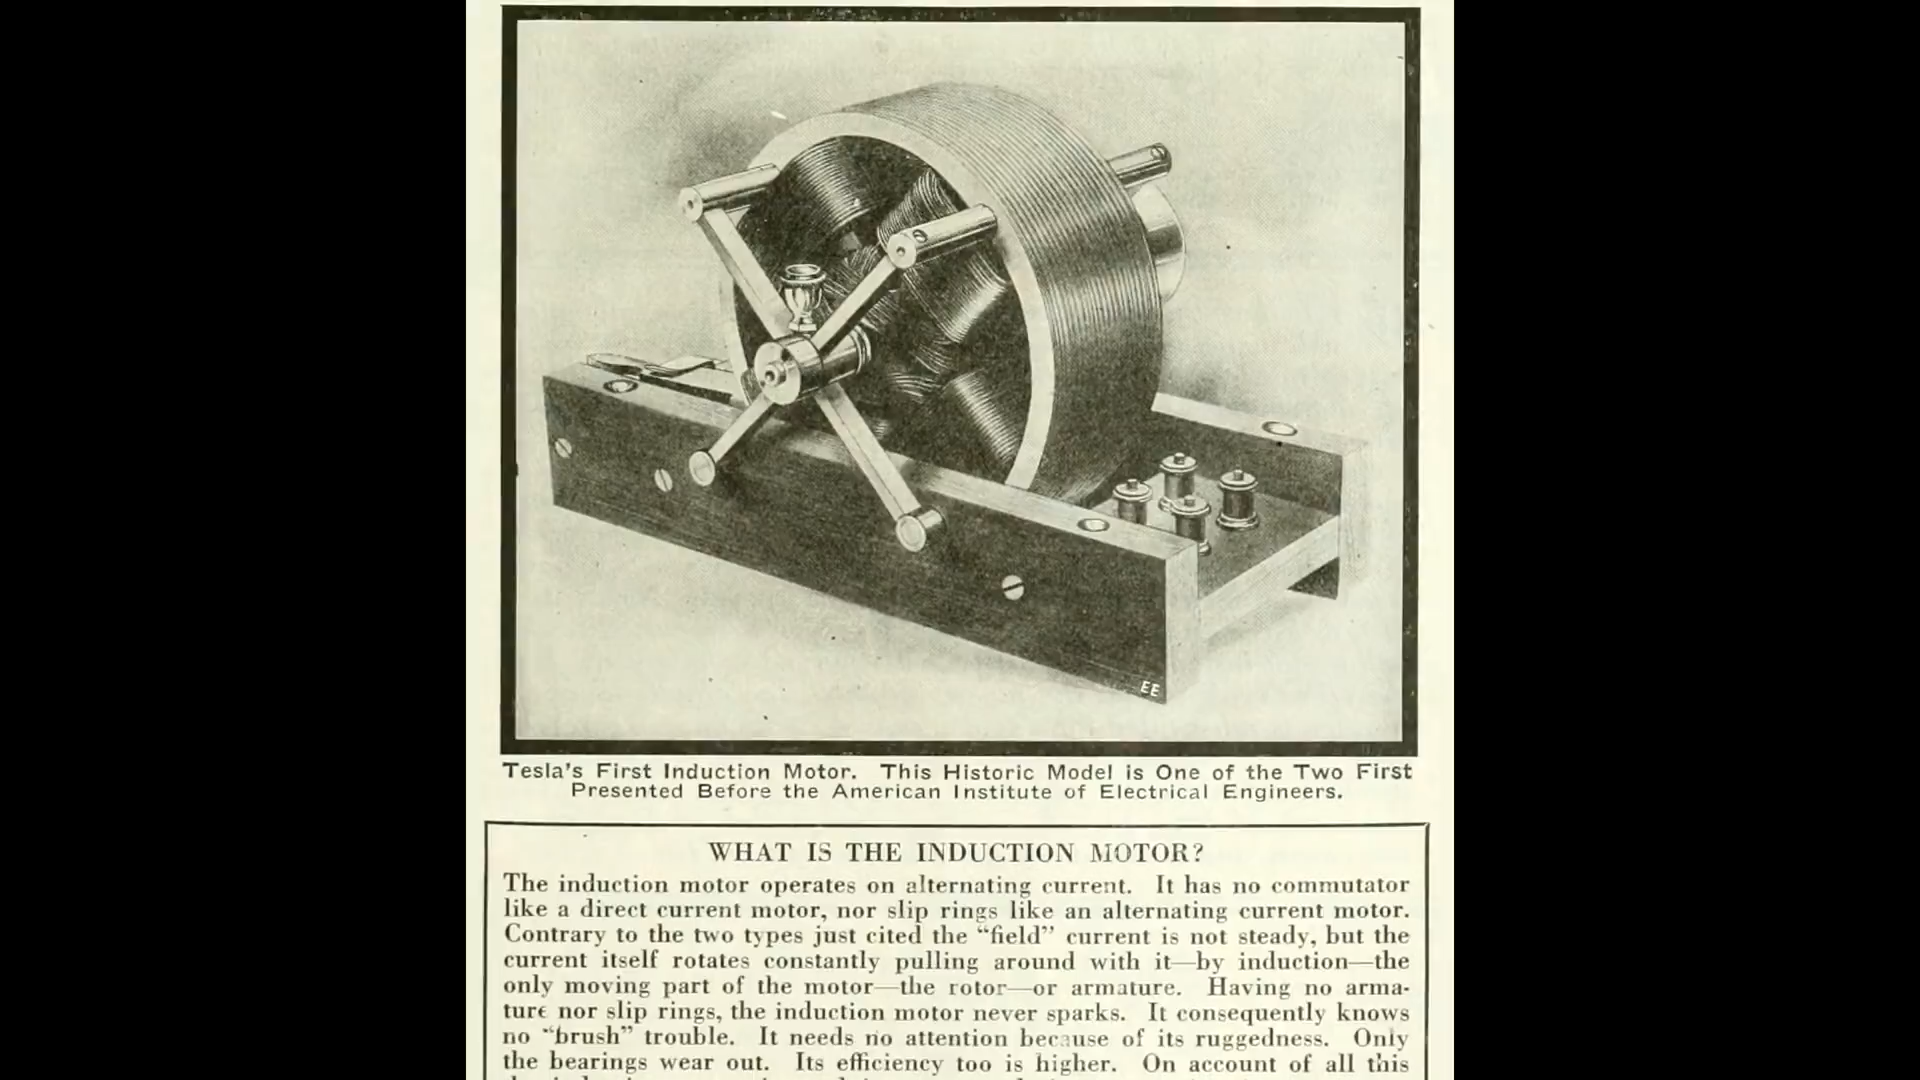 EE
Tesla's First Induction Motor. This Historic Model is One of the Two First
Presented Before the American Institute of Electrical Engineers.
WHAT IS THE INDUCTION MOTOR?
The induction motor operates on alternating current. It has no commutator
like a direct current motor, nor slip rings like an alternating current motor.
Contrary to the two types just cited the “field” current is not steady, but the
current itself rotates constantly pulling around with it—by induction—the
only moving part of the motor—the rotor—or armature. Having no arma-
ture nor slip rings, the induction motor never sparks. It consequently knows
no “brush” trouble. It needs no attention because of its ruggedness. Only
the bearings wear out. Its efficiency too is higher. On account of all this